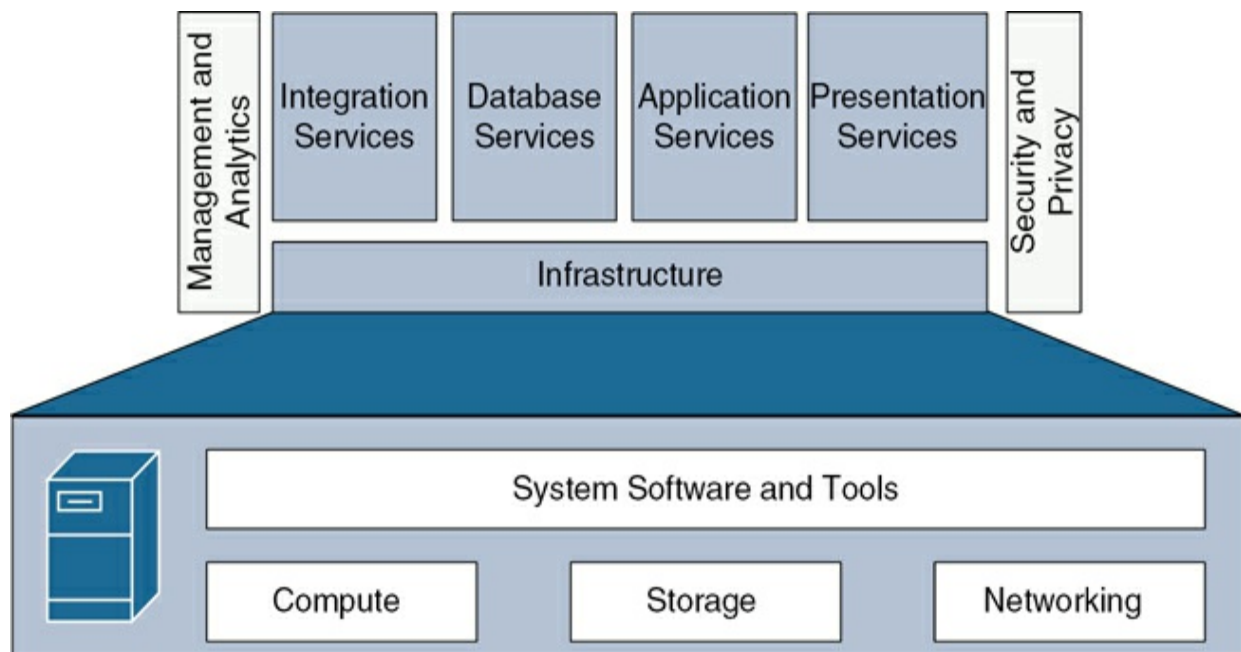 Management and
Analytics
Integration
Services
Database
Services
Application
Services
Presentation
Services
Security and
Privacy
Infrastructure
System Software and Tools
Compute
Storage
Networking